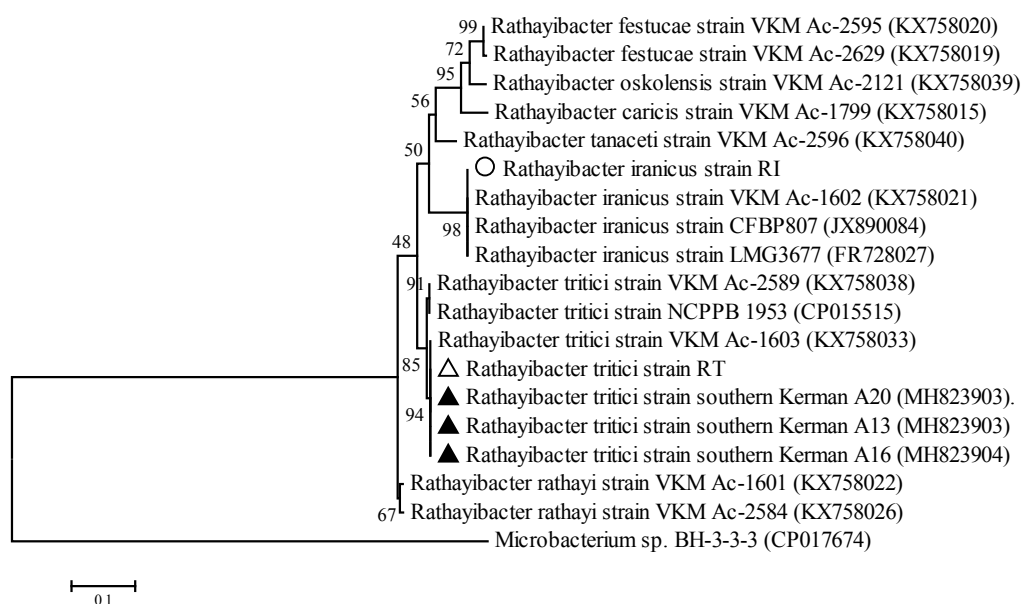 99
Rathayibacter festucae strain VKM Ac-2595 (KX758020)
72
Rathayibacter festucae strain VKM Ac-2629 (KX758019)
95
Rathayibacter oskolensis strain VKM Ac-2121 (KX758039)
56
Rathayibacter caricis strain VKM Ac-1799 (KX758015)
Rathayibacter tanaceti strain VKM Ac-2596 (KX758040)
50
Rathayibacter iranicus strain RI
Rathayibacter iranicus strain VKM Ac-1602 (KX758021)
Rathayibacter iranicus strain CFBP807 (JX890084)
98
48
Rathayibacter iranicus strain LMG3677 (FR728027)
91
Rathayibacter tritici strain VKM Ac-2589 (KX758038)
Rathayibacter tritici strain NCPPB 1953 (CP015515)
Rathayibacter tritici strain VKM Ac-1603 (KX758033)
85
Rathayibacter tritici strain RT
Rathayibacter tritici strain southern Kerman A20 (MH823903).
94
Rathayibacter tritici strain southern Kerman A13 (MH823903)
Rathayibacter tritici strain southern Kerman A16 (MH823904)
Rathayibacter rathayi strain VKM Ac-1601 (KX758022)
67
Rathayibacter rathayi strain VKM Ac-2584 (KX758026)
Microbacterium sp. BH-3-3-3 (CP017674)
0.1